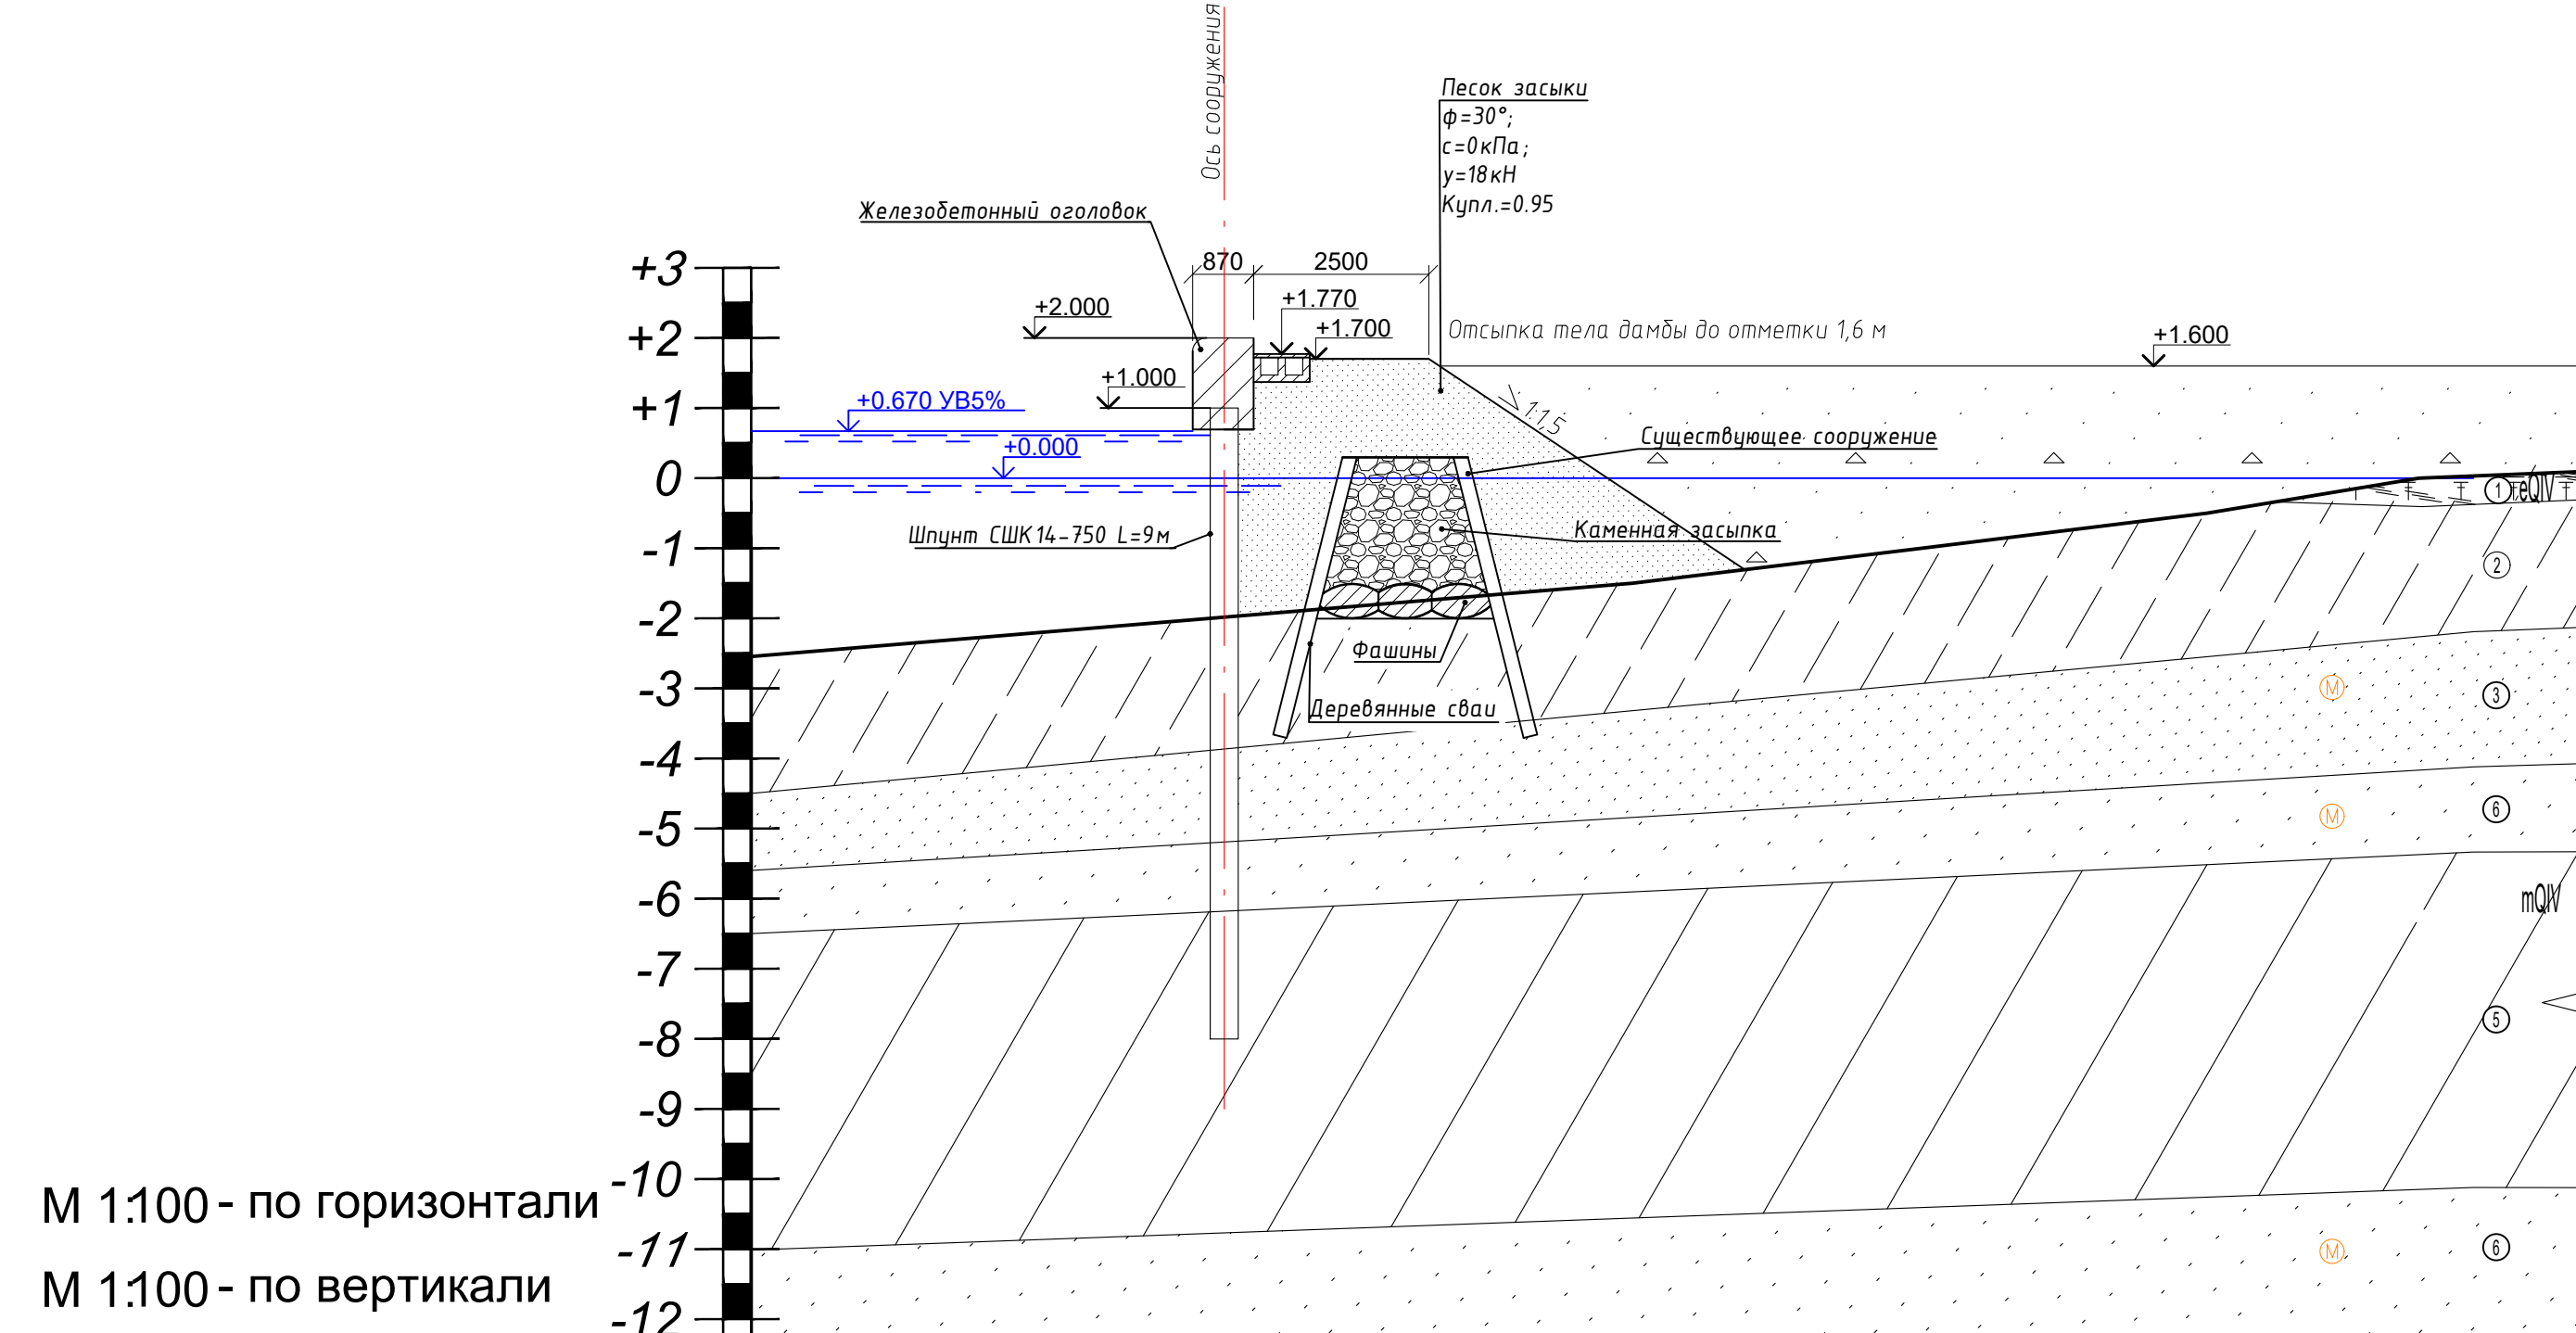 Ось сооружения
Песок засыки
φ=30°;
c=0кПа;
y=18кН
Купл.=0.95
Железобетонный оголовок
870
2500
+2.000
+1.770
+1.700
Отсыпка тела дамбы до отметки 1,6 м
+1.600
+1.000
1:1,5
+0.670 УВ5%
+0.000
Существующее сооружение
Шпунт СШК14-750 L=9м
Каменная засыпка
Фашины
Деревянные сваи
+3
+2
+1
0
-1
-2
-3
-4
-5
-6
-7
-8
-9
-10
-11
-12
1
eQIV
2
М
3
М
6
mQIV
5
М
6
М 1:100 - по горизонтали
М 1:100 - по вертикали